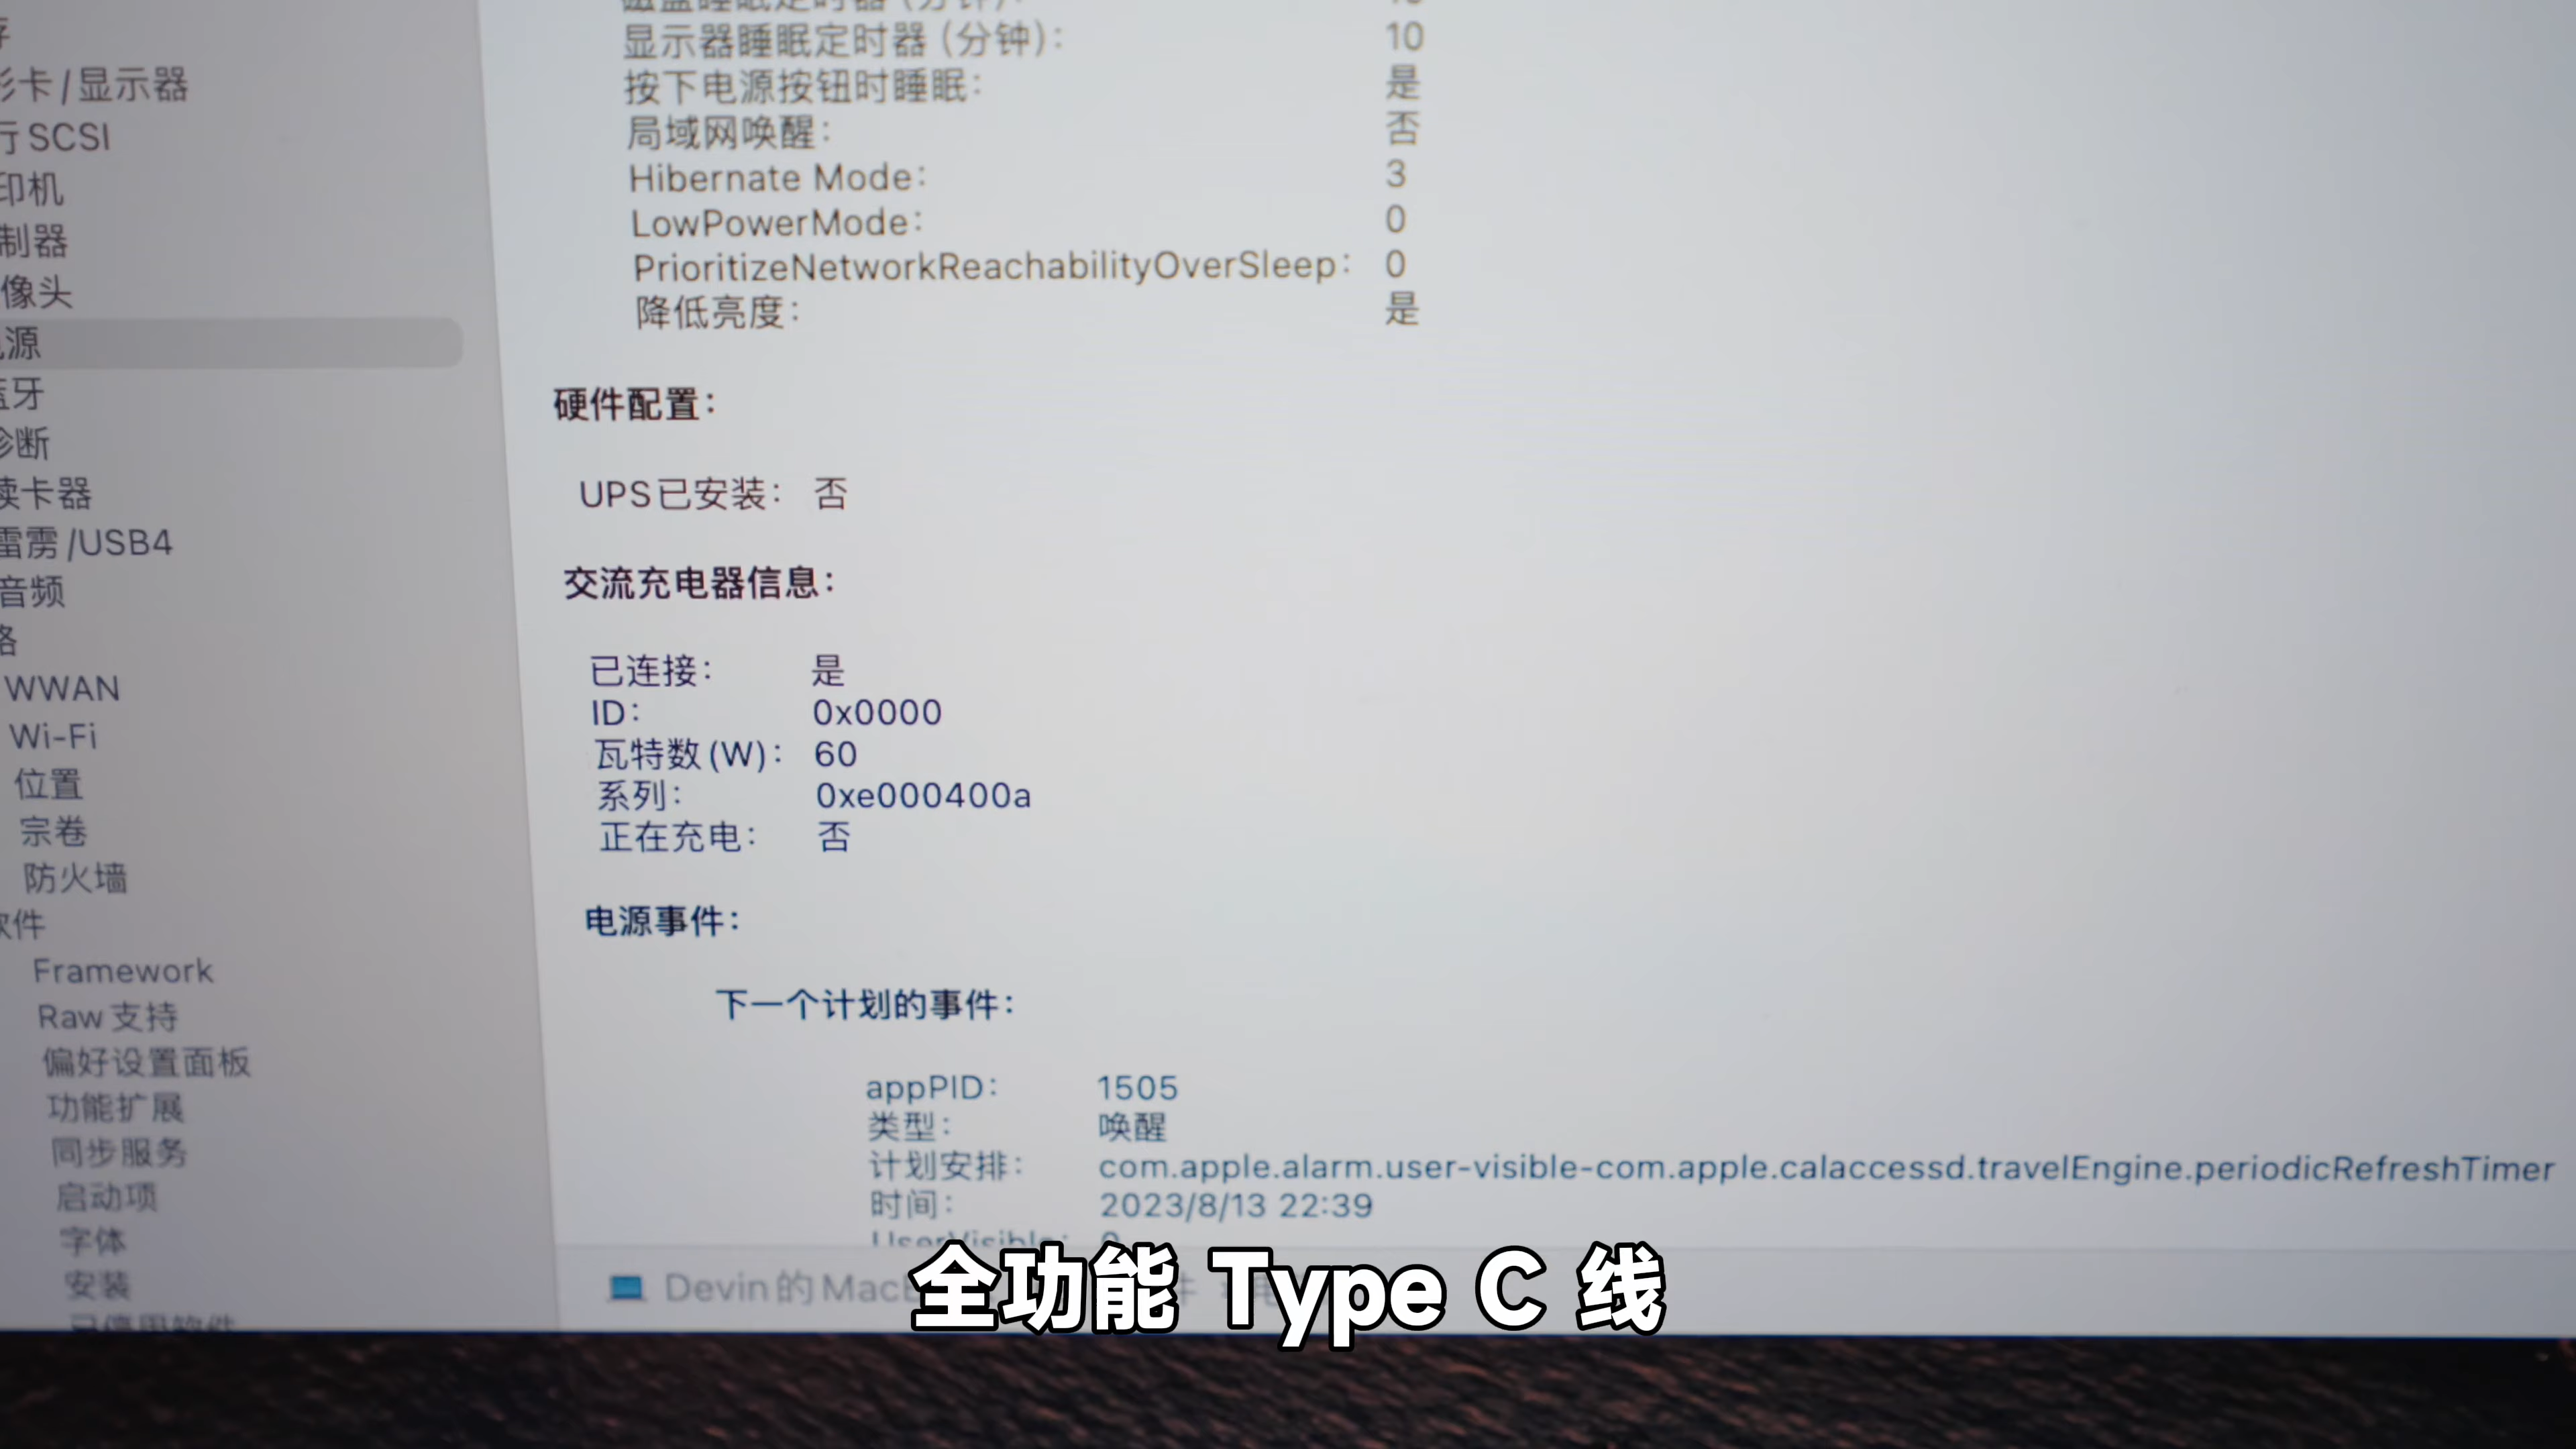 显示器睡眠定时器（分钟）： 10
按下电源按钮时睡眠： 是
局域网唤醒： 否
Hibernate Mode: 3
LowPowerMode: 0
PrioritizeNetworkReachabilityOverSleep: 0
降低亮度： 是
硬件配置：
UPS已安装： 否
交流充电器信息：
已连接： 是
ID: 0x0000
瓦特数(W)： 60
系列： 0xe000400a
正在充电： 否
电源事件：
下一个计划的事件：
appPID: 1505
类型： 唤醒
计划安排： com.apple.alarm.user-visible-com.apple.calaccessd.travelEngine.periodicRefreshTimer
时间： 2023/8/13 22:39
UserVisible: 0
Devin的Mac
卡/显示器
SCSI
印机
制器
像头
源
牙
断
卡器
雷雳/USB4
音频
WWAN
Wi-Fi
位置
宗卷
防火墙
件
Framework
Raw 支持
偏好设置面板
功能扩展
同步服务
启动项
字体
安装
已停用软件
全功能 Type C 线